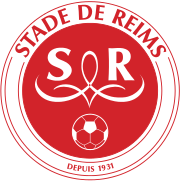 STADE DE REIMS
S R
DEPUIS 1931